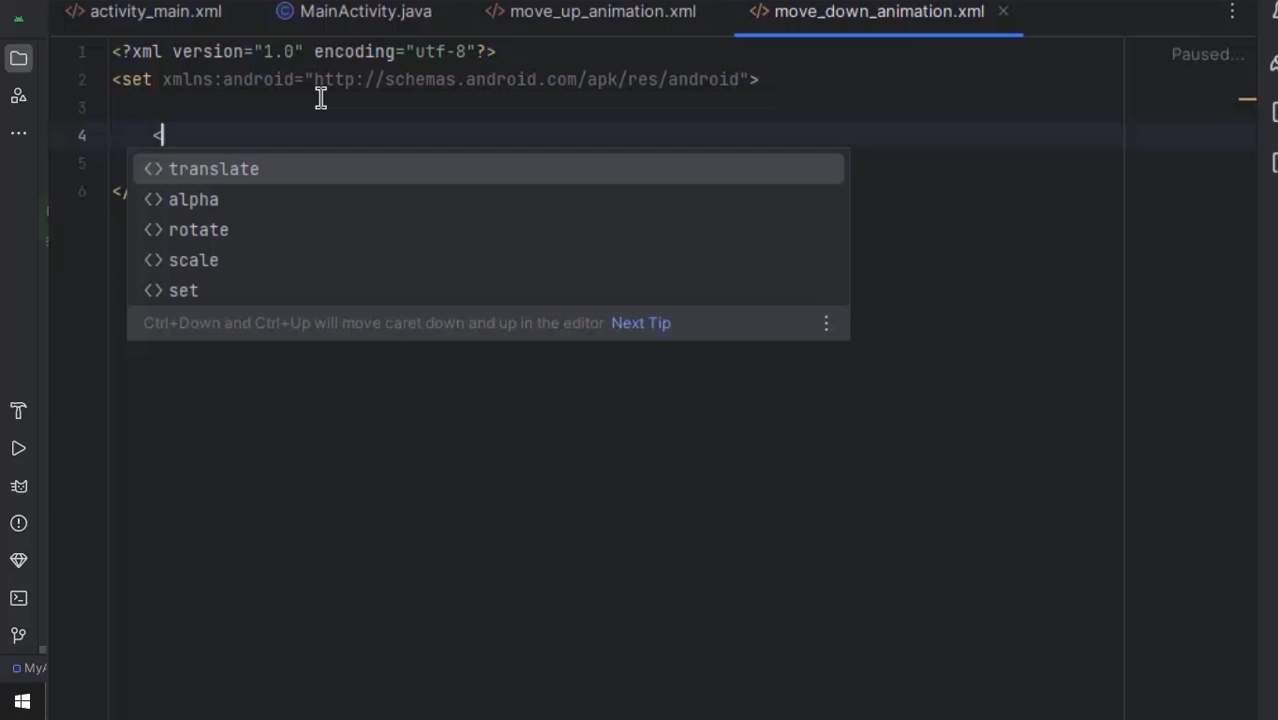 activity_main.xml
MainActivity.java
move_up_animation.xml
move_down_animation.xml
1 <?xml version="1.0" encoding="utf-8"?>
Paused...
2 <set xmlns:android="http://schemas.android.com/apk/res/android">
3
4 <
5
6 </
translate
alpha
rotate
scale
set
Ctrl+Down and Ctrl+Up will move caret down and up in the editor Next Tip